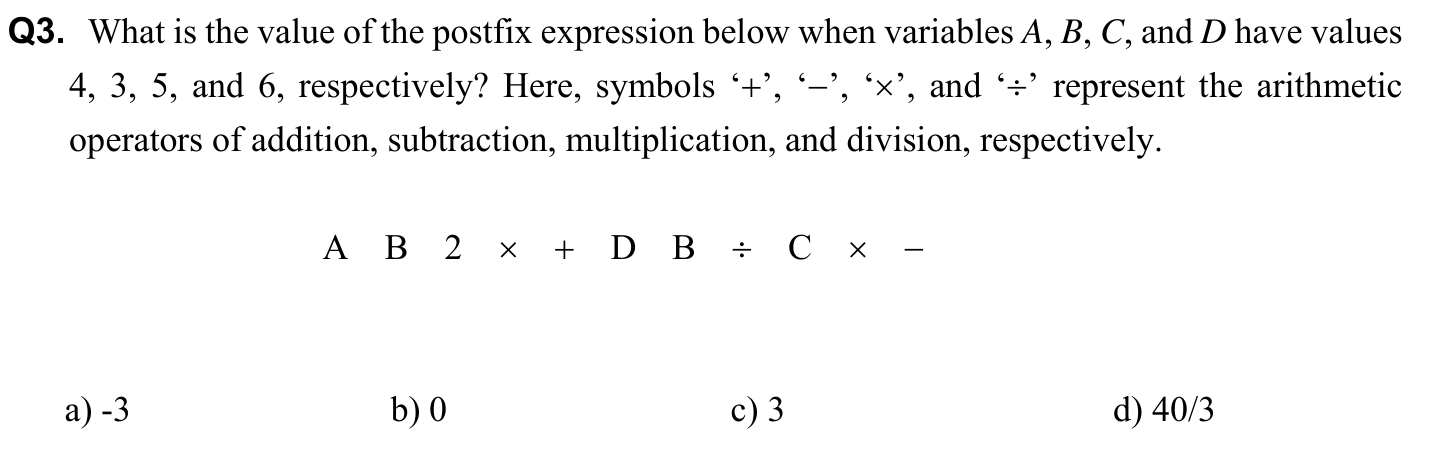 Q3. What is the value of the postfix expression below when variables A, B, C, and D have values
4, 3, 5, and 6, respectively? Here, symbols ‘+’, ‘−’, ‘×’, and ‘÷’ represent the arithmetic
operators of addition, subtraction, multiplication, and division, respectively.
A B 2 × + D B ÷ C × −
a) -3 b) 0 c) 3 d) 40/3